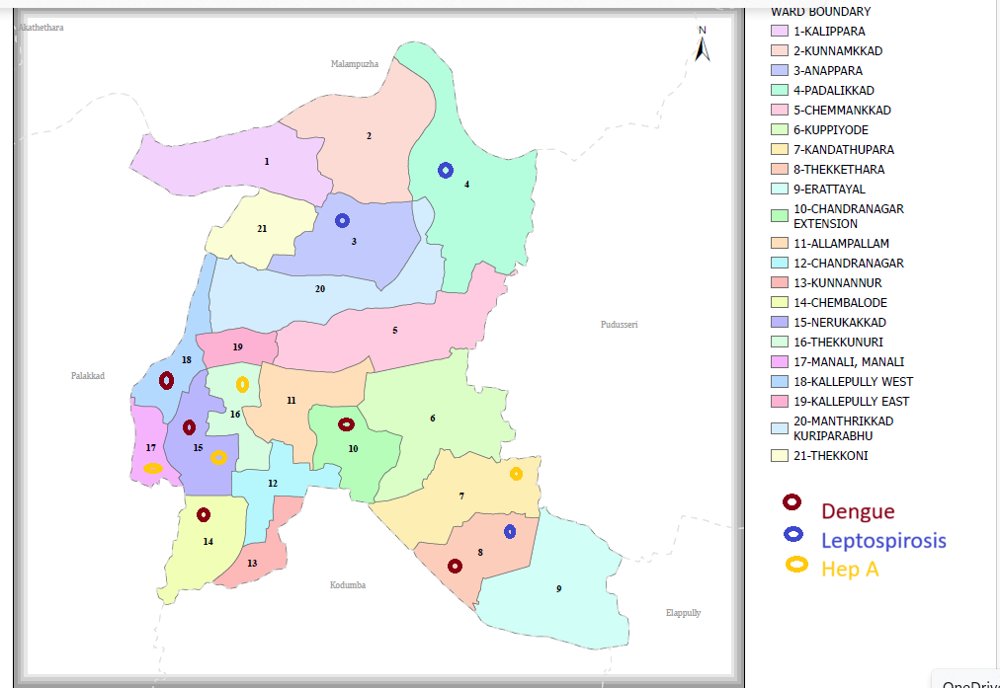 WARD BOUNDARY
Akathethara
N
1-KALIPPARA
2-KUNNAMKKAD
Malampuzha
3-ANAPPARA
4-PADALIKKAD
5-CHEMMANKKAD
6-KUPPIYODE
2
7-KANDATHUPARA
1
8-THEKKETHARA
4
9-ERATTAYAL
10-CHANDRANAGAR
EXTENSION
21
3
11-ALLAMPALLAM
12-CHANDRANAGAR
20
13-KUNNANNUR
14-CHEMBALODE
15-NERUKAKKAD
Pudusseri
5
16-THEKKUNURI
19
17-MANALI, MANALI
18
Palakkad
18-KALLEPULLY WEST
11
19-KALLEPULLY EAST
16
6
20-MANTHRIKKAD
KURIPARABHU
17
15
10
21-THEKKONI
12
7
Dengue
14
Leptospirosis
8
13
Hep A
Kodumba
9
Elappully
OneDrive